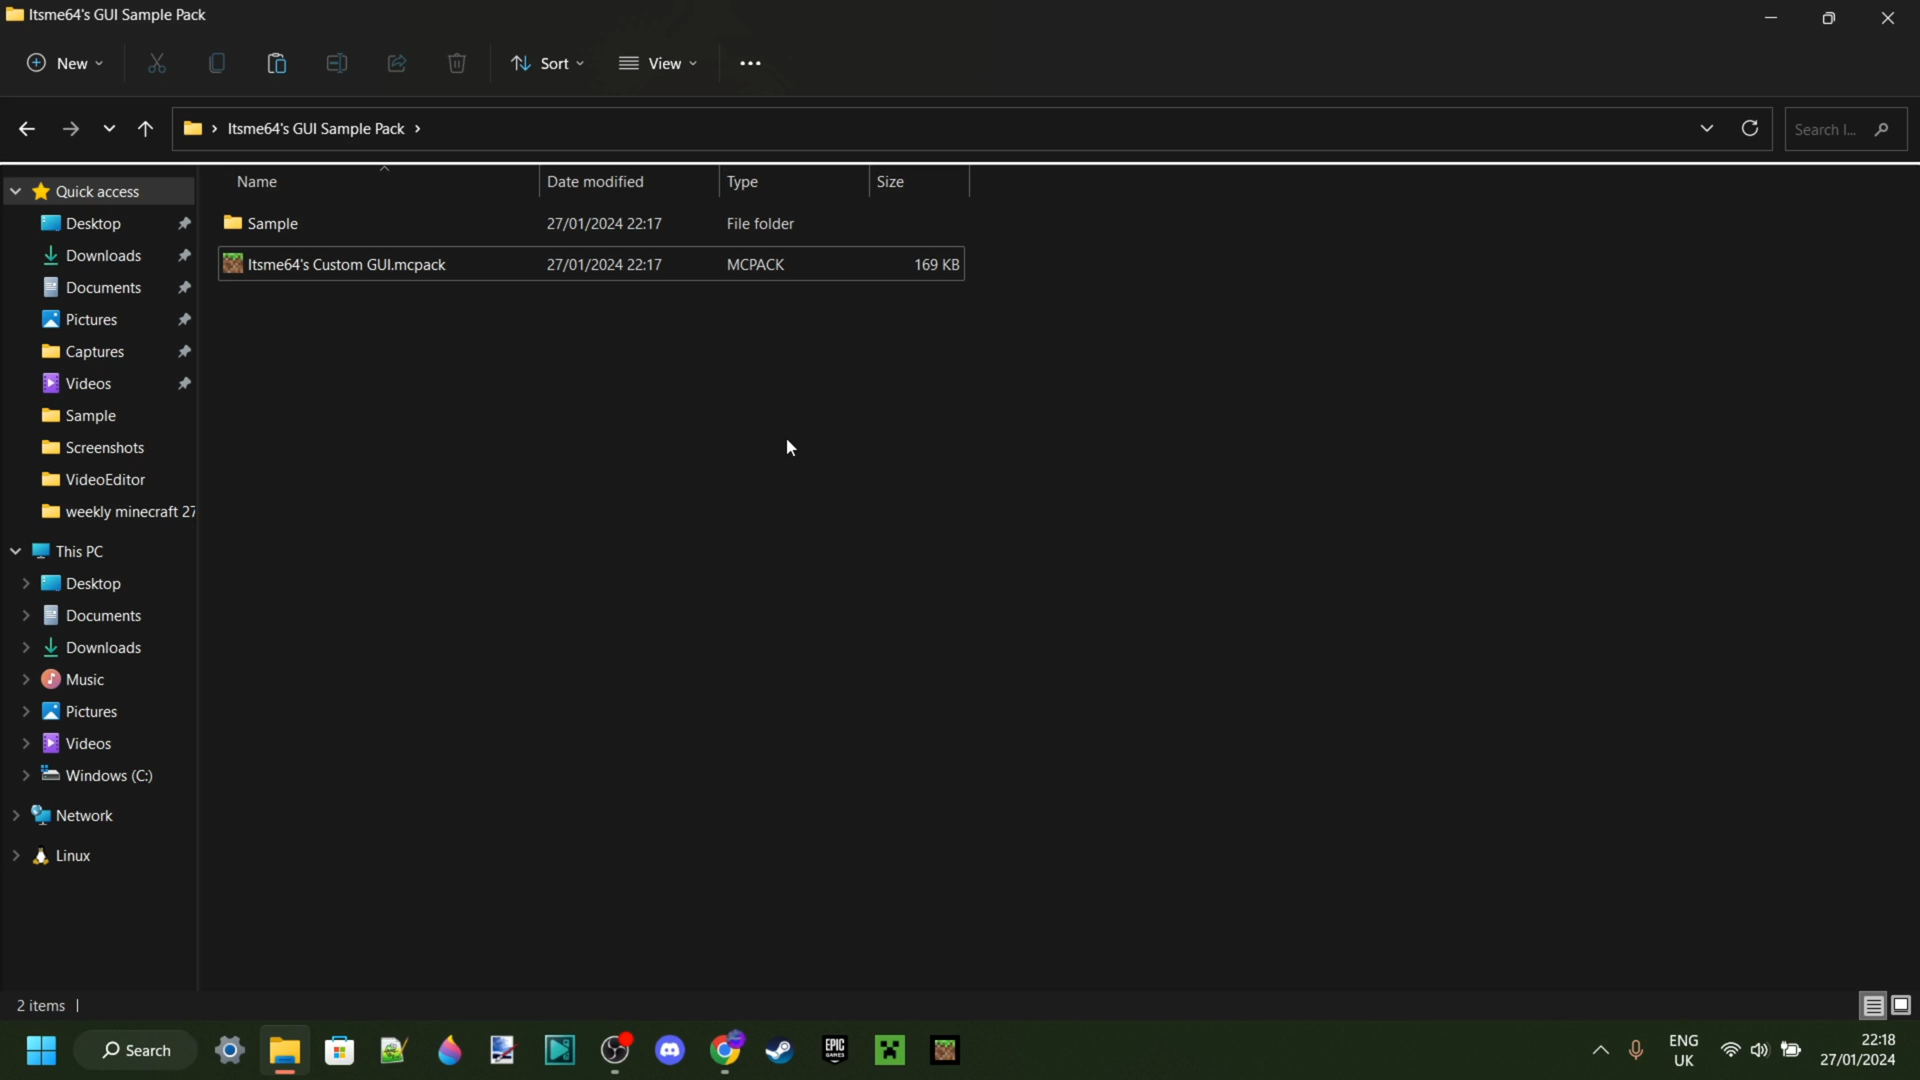 Itsme64's GUI Sample Pack
New
Sort
View
Itsme64's GUI Sample Pack
Search I...
Name Date modified Type Size
Quick access
Desktop
Downloads
Documents
Pictures
Captures
Videos
Sample
Screenshots
VideoEditor
weekly minecraft 27
This PC
Desktop
Documents
Downloads
Music
Pictures
Videos
Windows (C:)
Network
Linux
Sample 27/01/2024 22:17 File folder
Itsme64's Custom GUI.mcpack 27/01/2024 22:17 MCPACK 169 KB
2 items
Search
EPIC
GAMES
ENG
UK
22:18
27/01/2024